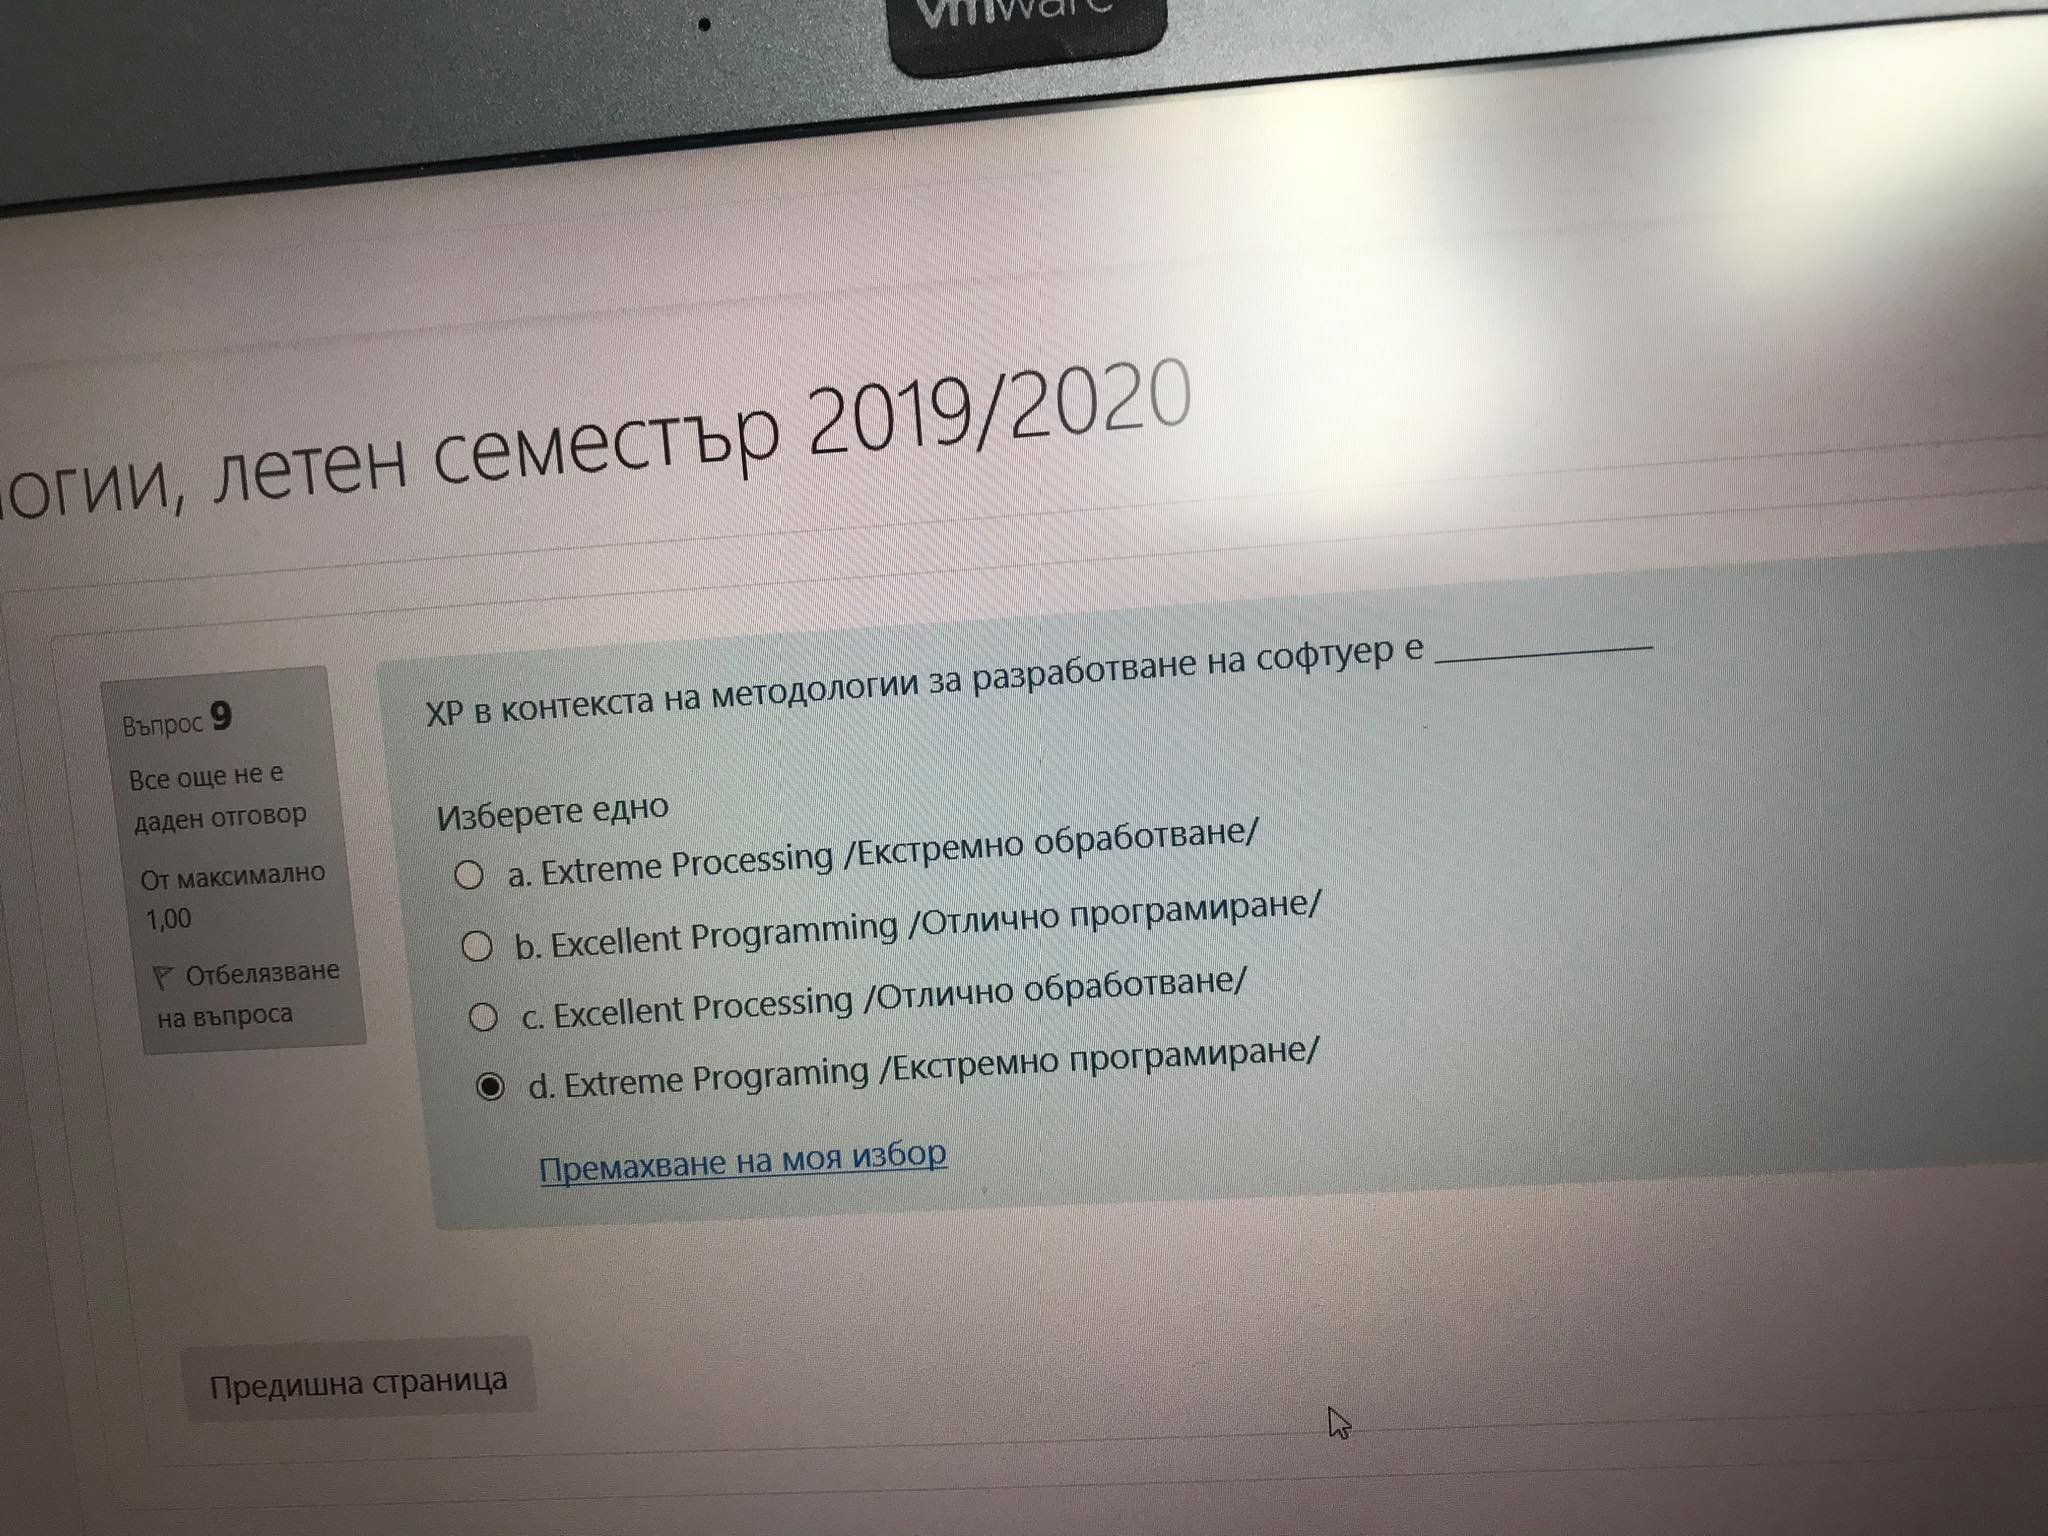 vmware
логии, летен семестър 2019/2020
Въпрос 9
Все още не е
даден отговор
От максимално
1,00
Отбелязване
на въпроса
XP в контекста на методологии за разработване на софтуер е ___________
Изберете едно
a. Extreme Processing /Екстремно обработване/
b. Excellent Programming /Отлично програмиране/
c. Excellent Processing /Отлично обработване/
d. Extreme Programing /Екстремно програмиране/
Премахване на моя избор
Предишна страница